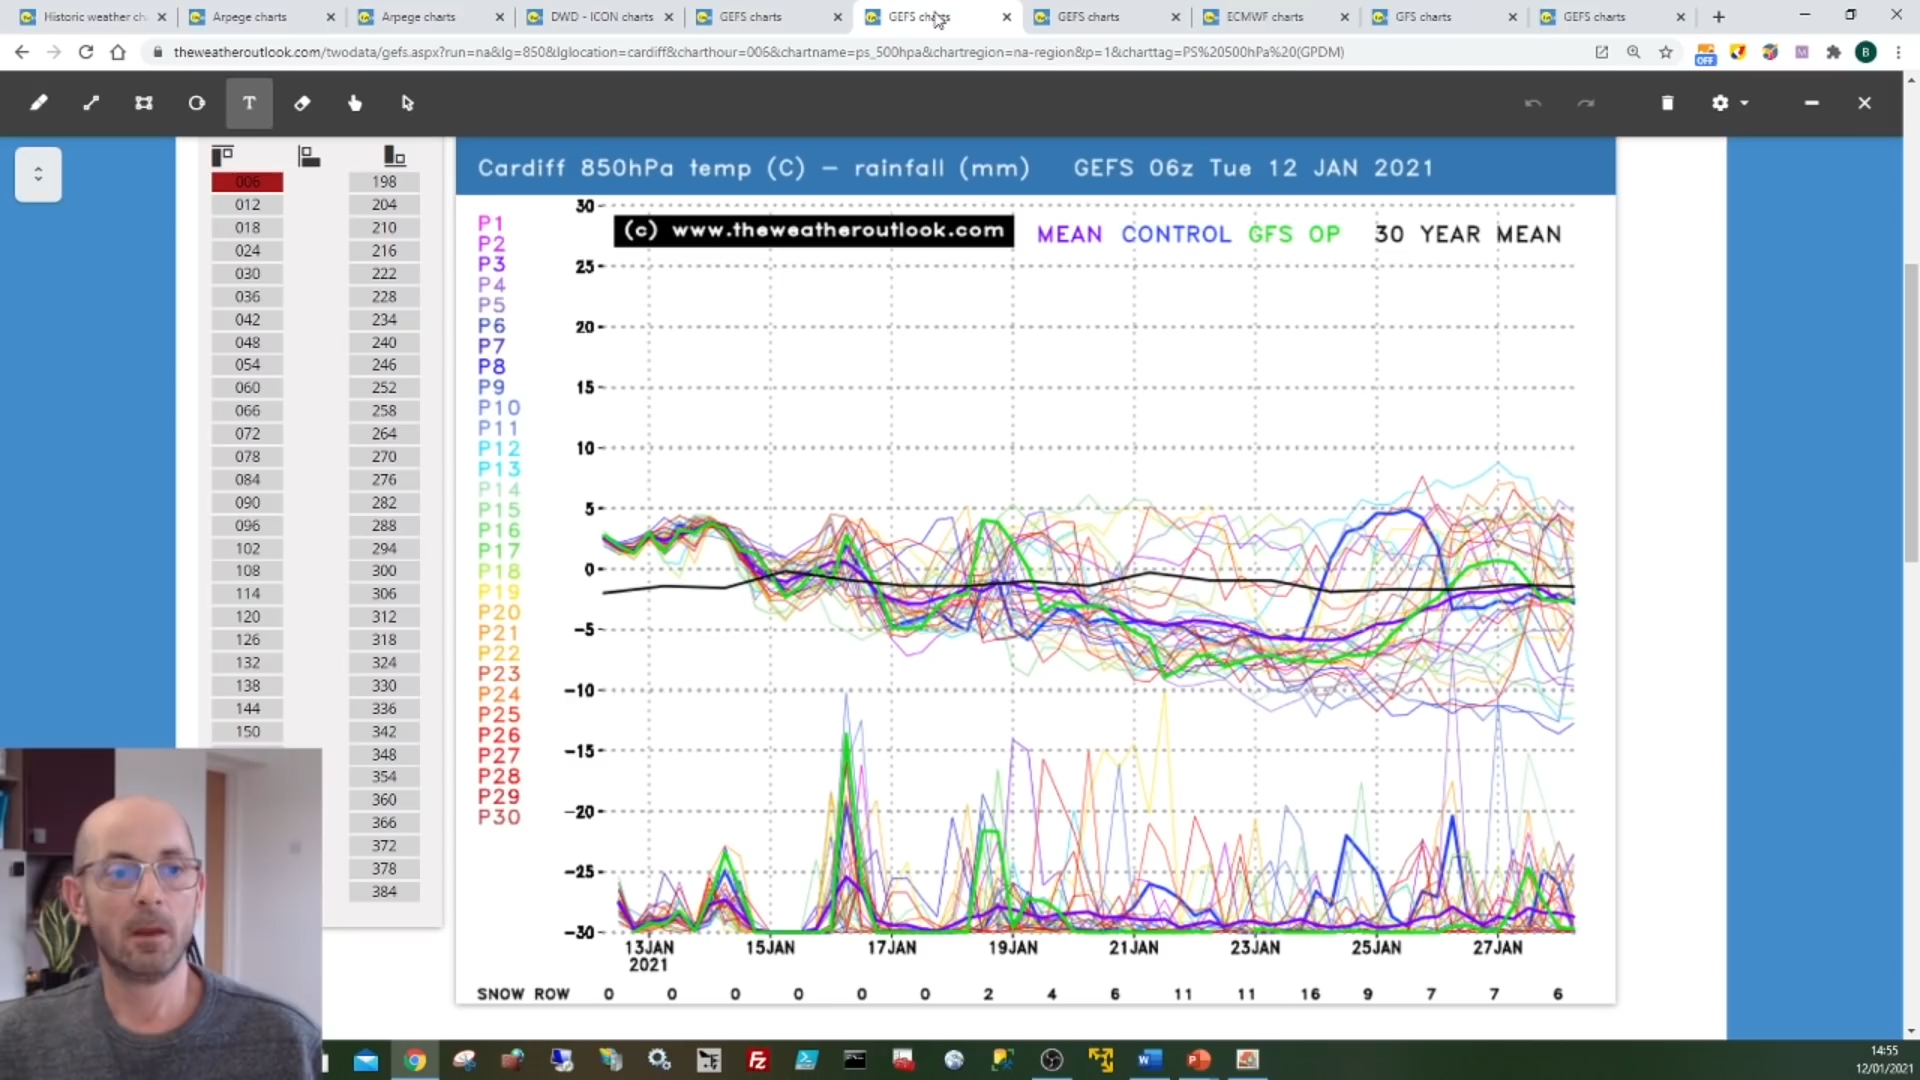 Historic weather ch
Arpege charts
Arpege charts
DWD - ICON charts
GEFS charts
GEFS charts
GEFS charts
ECMWF charts
GFS charts
GEFS charts
theweatheroutlook.com/twodata/gefs.aspx?run=na&lg=850&lglocation=cardiff&charthour=006&chartname=ps_500hpa&chartregion=na-region&p=1&charttag=PS%20500hPa%20(GPDM)
OFF
B
T
006 198
012 204
018 210
024 216
030 222
036 228
042 234
048 240
054 246
060 252
066 258
072 264
078 270
084 276
090 282
096 288
102 294
108 300
114 306
120 312
126 318
132 324
138 330
144 336
150 342
348
354
360
366
372
378
384
Cardiff 850hPa temp (C) – rainfall (mm) GEFS 06z Tue 12 JAN 2021
(c) www.theweatheroutlook.com
MEAN CONTROL GFS OP 30 YEAR MEAN
P1
P2
P3
P4
P5
P6
P7
P8
P9
P10
P11
P12
P13
P14
P15
P16
P17
P18
P19
P20
P21
P22
P23
P24
P25
P26
P27
P28
P29
P30
30
25
20
15
10
5
0
-5
-10
-15
-20
-25
-30
13JAN 15JAN 17JAN 19JAN 21JAN 23JAN 25JAN 27JAN
2021
SNOW ROW 0 0 0 0 0 0 2 4 6 11 11 16 9 7 7 6
14:55
12/01/2021